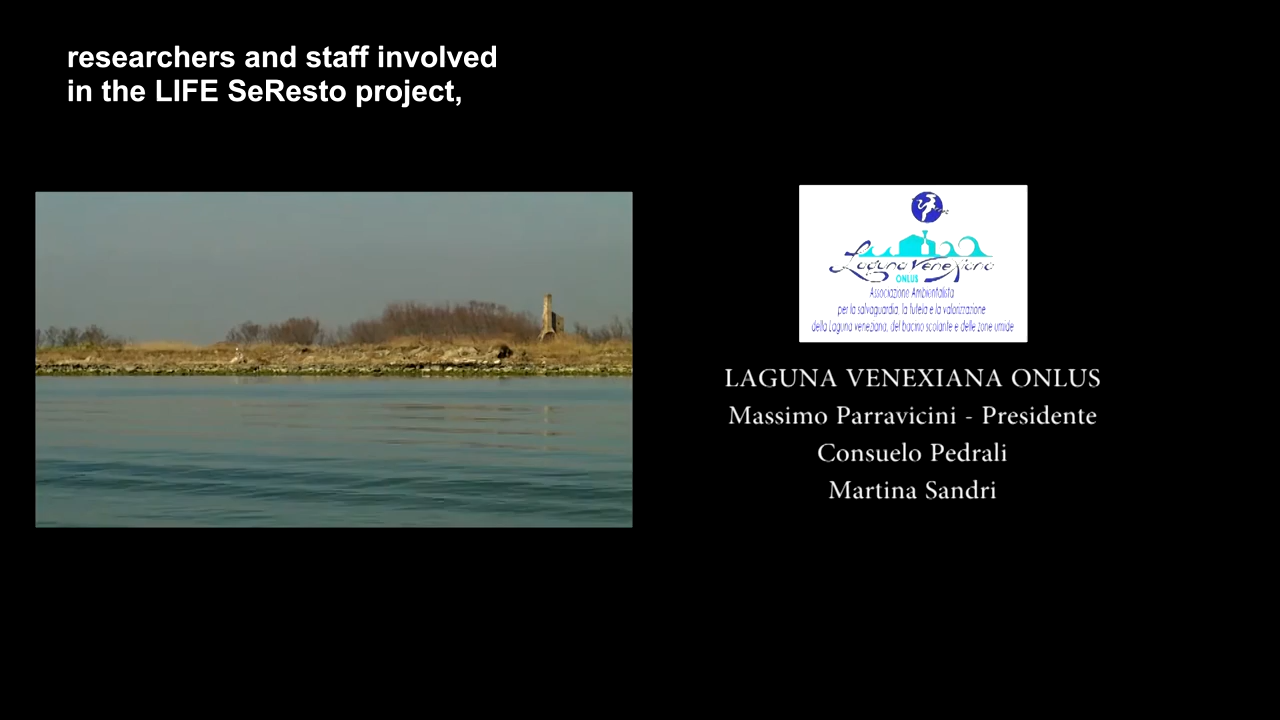 researchers and staff involved
in the LIFE SeResto project,
Laguna Venexiana
ONLUS
Associazione Ambientalista
per la salvaguardia, la tutela e la valorizzazione
della Laguna veneziana, del bacino scolante e delle zone umide
LAGUNA VENEXIANA ONLUS
Massimo Parravicini - Presidente
Consuelo Pedrali
Martina Sandri